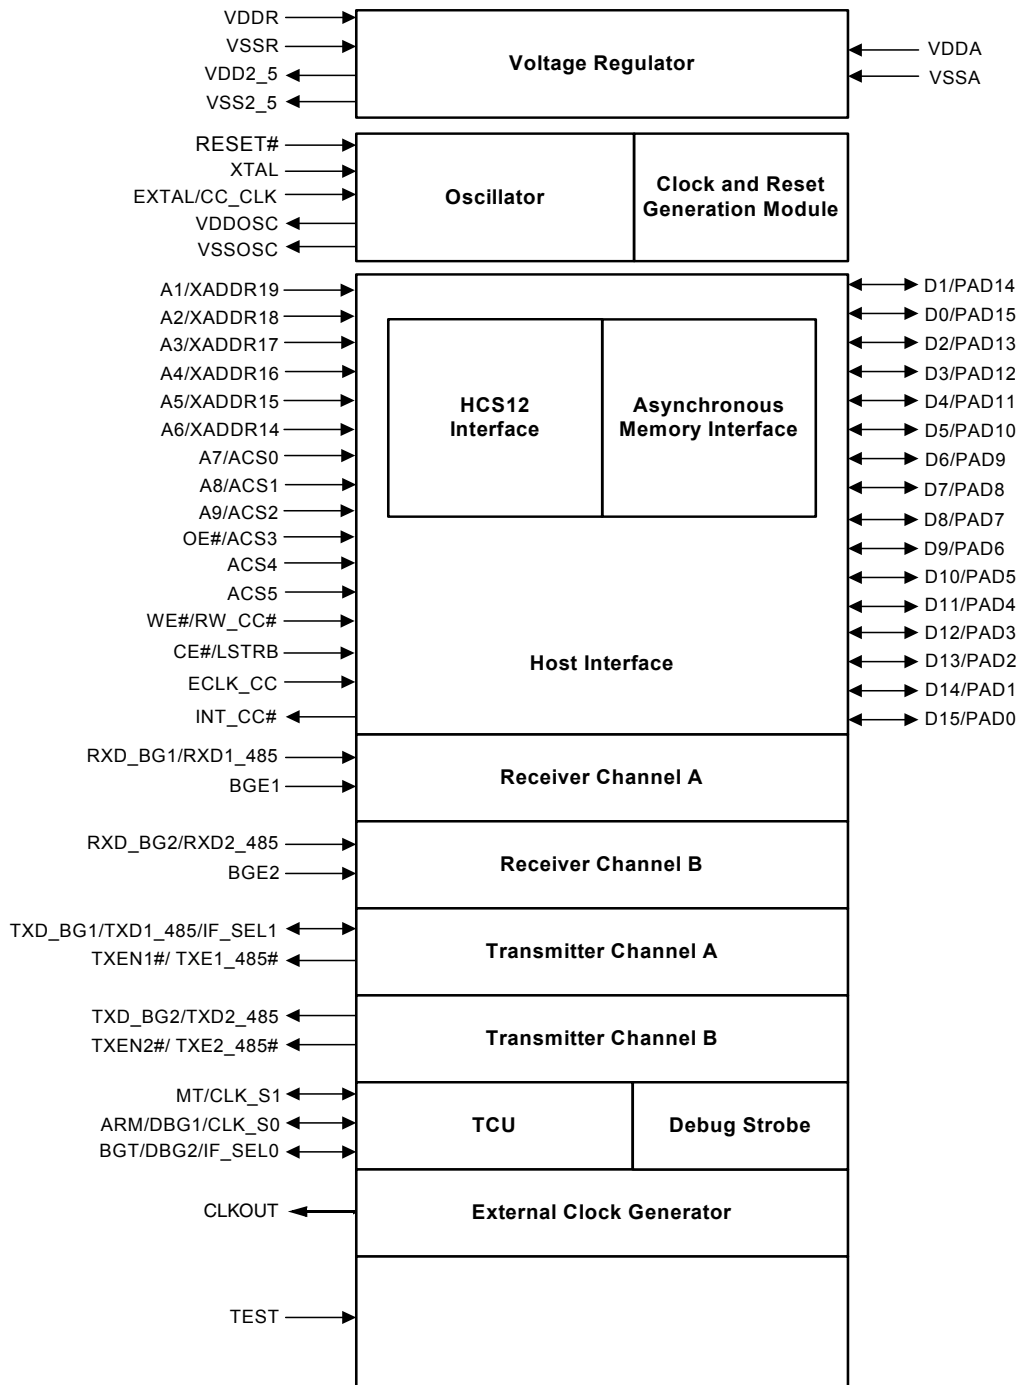 VDDR
VSSR
VDD2_5
VSS2_5
Voltage Regulator
VDDA
VSSA
RESET#
XTAL
EXTAL/CC_CLK
VDDOSC
VSSOSC
Oscillator
Clock and Reset
Generation Module
A1/XADDR19
A2/XADDR18
A3/XADDR17
A4/XADDR16
A5/XADDR15
A6/XADDR14
A7/ACS0
A8/ACS1
A9/ACS2
OE#/ACS3
ACS4
ACS5
WE#/RW_CC#
CE#/LSTRB
ECLK_CC
INT_CC#
HCS12
Interface
Asynchronous
Memory Interface
Host Interface
D1/PAD14
D0/PAD15
D2/PAD13
D3/PAD12
D4/PAD11
D5/PAD10
D6/PAD9
D7/PAD8
D8/PAD7
D9/PAD6
D10/PAD5
D11/PAD4
D12/PAD3
D13/PAD2
D14/PAD1
D15/PAD0
RXD_BG1/RXD1_485
BGE1
Receiver Channel A
RXD_BG2/RXD2_485
BGE2
Receiver Channel B
TXD_BG1/TXD1_485/IF_SEL1
TXEN1#/ TXE1_485#
Transmitter Channel A
TXD_BG2/TXD2_485
TXEN2#/ TXE2_485#
Transmitter Channel B
MT/CLK_S1
ARM/DBG1/CLK_S0
BGT/DBG2/IF_SEL0
TCU
Debug Strobe
CLKOUT
External Clock Generator
TEST